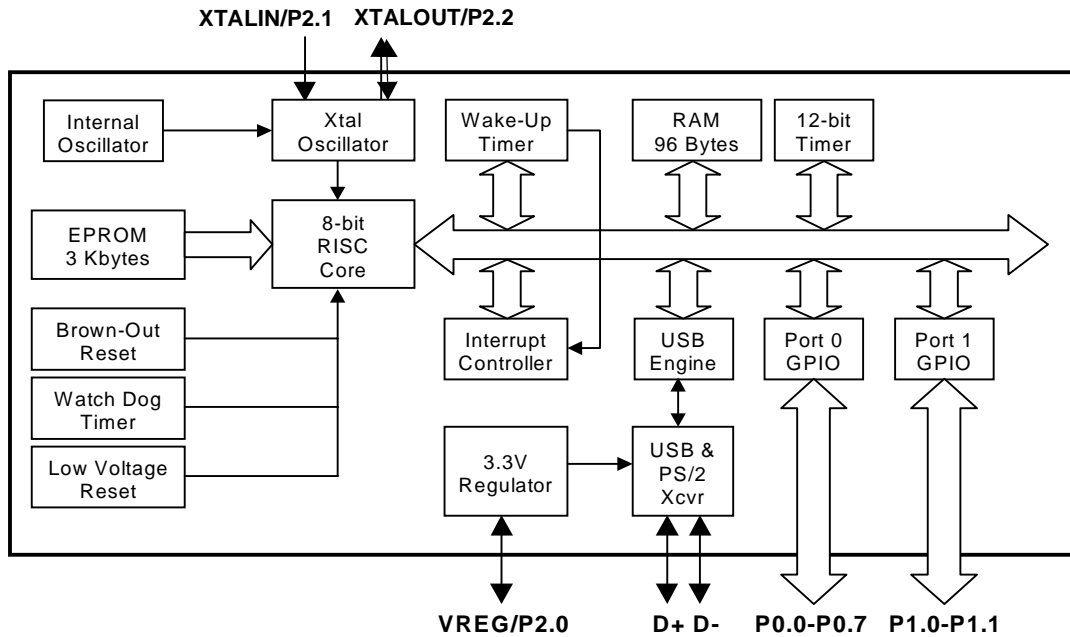 XTALIN/P2.1 XTALOUT/P2.2
Internal
Oscillator
Xtal
Oscillator
Wake-Up
Timer
RAM
96 Bytes
12-bit
Timer
EPROM
3 Kbytes
8-bit
RISC
Core
Brown-Out
Reset
Interrupt
Controller
USB
Engine
Port 0
GPIO
Port 1
GPIO
Watch Dog
Timer
Low Voltage
Reset
3.3V
Regulator
USB &
PS/2
Xcvr
VREG/P2.0 D+ D- P0.0-P0.7 P1.0-P1.1